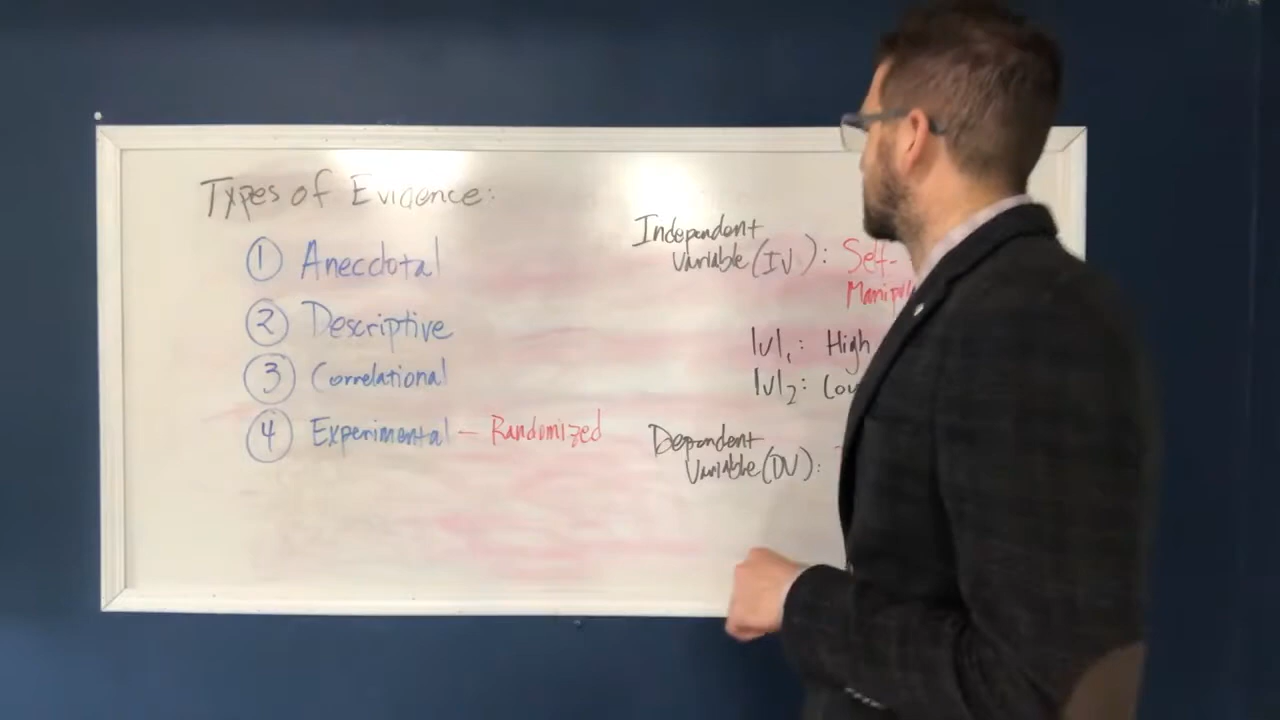 Types of Evidence:
① Anecdotal
② Descriptive
③ Correlational
④ Experimental – Randomized
Independent
Variable (IV): Self-
lvl₁: High
lvl₂:
Dependent
Variable (DV):